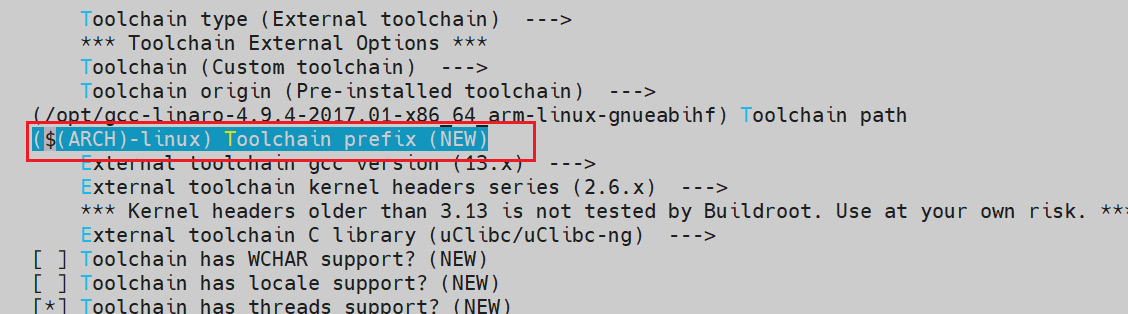 Toolchain type (External toolchain)  --->
*** Toolchain External Options ***
Toolchain (Custom toolchain)  --->
Toolchain origin (Pre-installed toolchain)  --->
(/opt/gcc-linaro-4.9.4-2017.01-x86_64_arm-linux-gnueabihf) Toolchain path
($(ARCH)-linux) Toolchain prefix (NEW)
External toolchain gcc version (13.x)  --->
External toolchain kernel headers series (2.6.x)  --->
*** Kernel headers older than 3.13 is not tested by Buildroot. Use at your own risk. **
External toolchain C library (uClibc/uClibc-ng)  --->
[ ] Toolchain has WCHAR support? (NEW)
[ ] Toolchain has locale support? (NEW)
[*] Toolchain has threads support? (NEW)